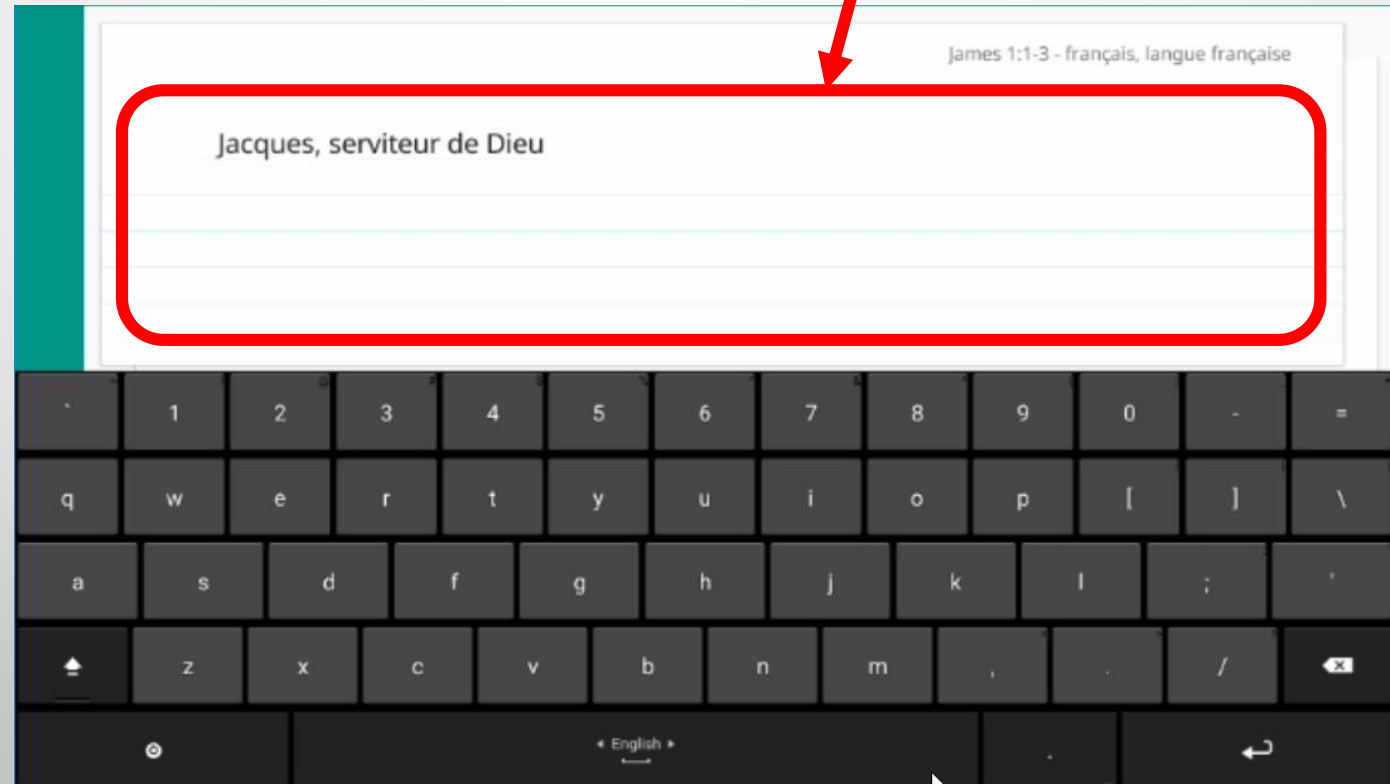 James 1:1-3 - français, langue française
Jacques, serviteur de Dieu
` 1 2 3 4 5 6 7 8 9 0 - =
q w e r t y u i o p [ ] \
a s d f g h j k l ; '
z x c v b n m , . /
English .